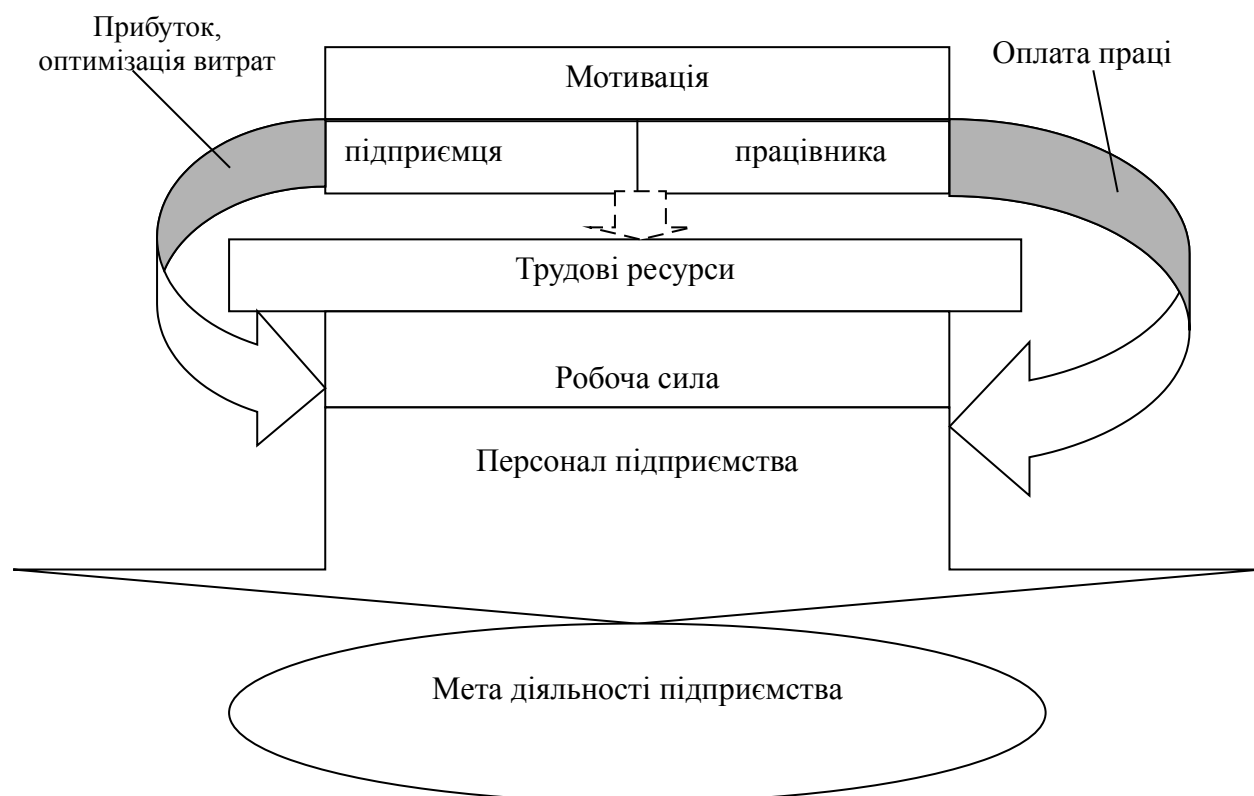 Прибуток,
оптимізація витрат
Оплата праці
Мотивація
підприємця
працівника
Трудові ресурси
Робоча сила
Персонал підприємства
Мета діяльності підприємства